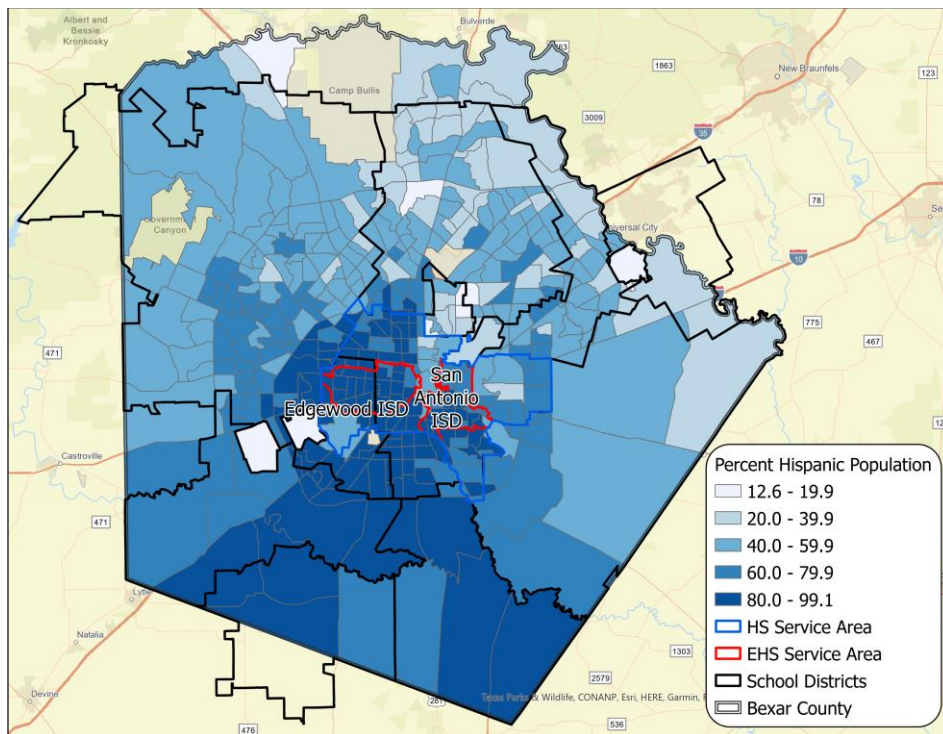 Albert and
Bessie
Kronkosky
Bulverde
Camp Bullis
1863
New Braunfels
123
3009
35
78
Government
Canyon
10
775
467
471
San
Antonio
ISD
Edgewood ISD
Castroville
471
Natalia
Devine
476
281
Texas Parks & Wildlife, CONANP, Esri, HERE, Garmin,
2579
536
1303
Percent Hispanic Population
12.6 - 19.9
20.0 - 39.9
40.0 - 59.9
60.0 - 79.9
80.0 - 99.1
HS Service Area
EHS Service Area
School Districts
Bexar County